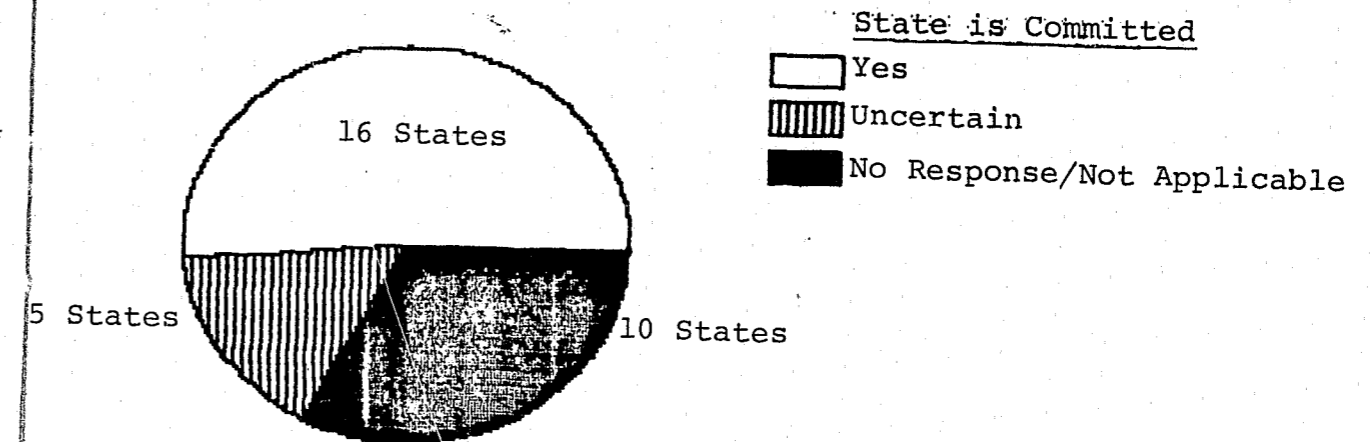 State is Committed
Yes
Uncertain
No Response/Not Applicable
16 States
5 States
10 States